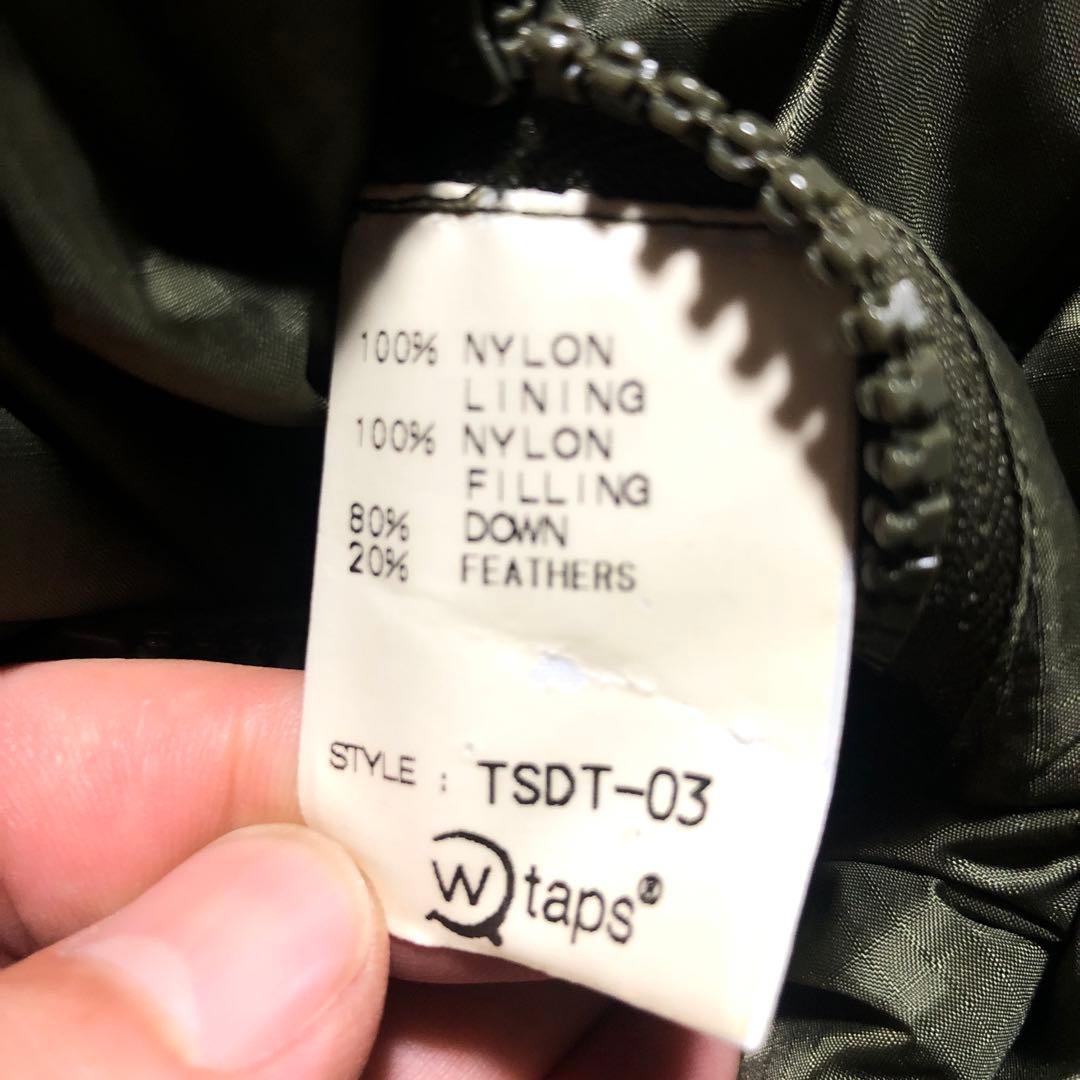 100% NYLON
LINING
100% NYLON
FILLING
80% DOWN
20% FEATHERS
STYLE : TSDT-03
W taps®